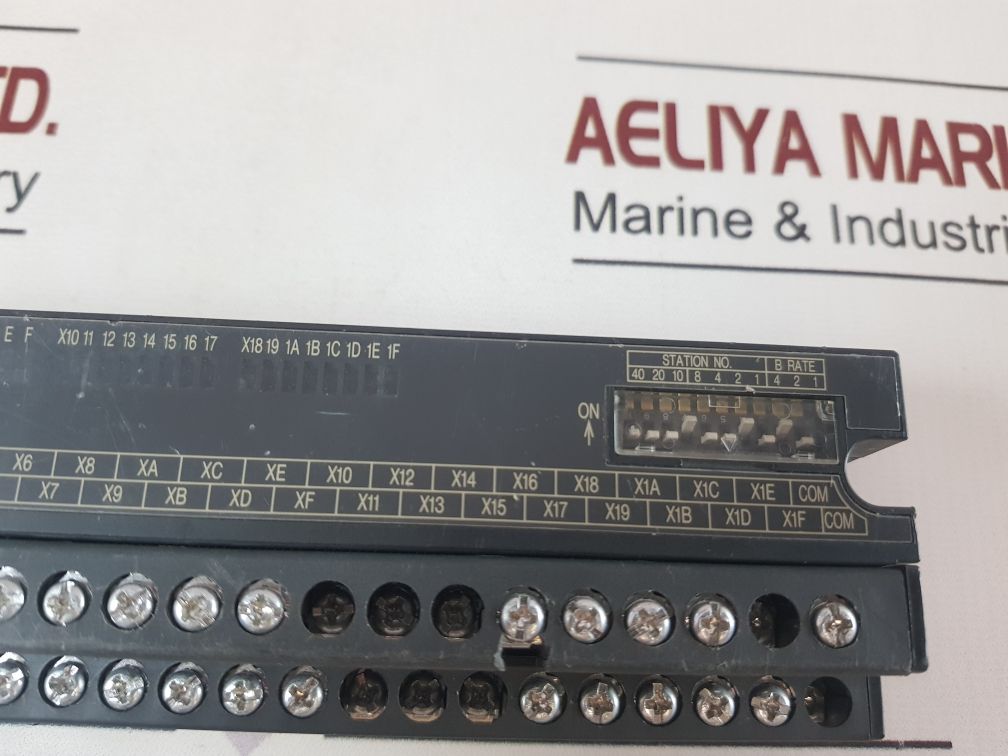 TD.
ry
AELIYA MARI
Marine & Industri
E F X10 11 12 13 14 15 16 17 X18 19 1A 1B 1C 1D 1E 1F
STATION NO. B RATE
40 20 10 8 4 2 1 4 2 1
ON
X6 X8 XA XC XE X10 X12 X14 X16 X18 X1A X1C X1E COM
X7 X9 XB XD XF X11 X13 X15 X17 X19 X1B X1D X1F COM